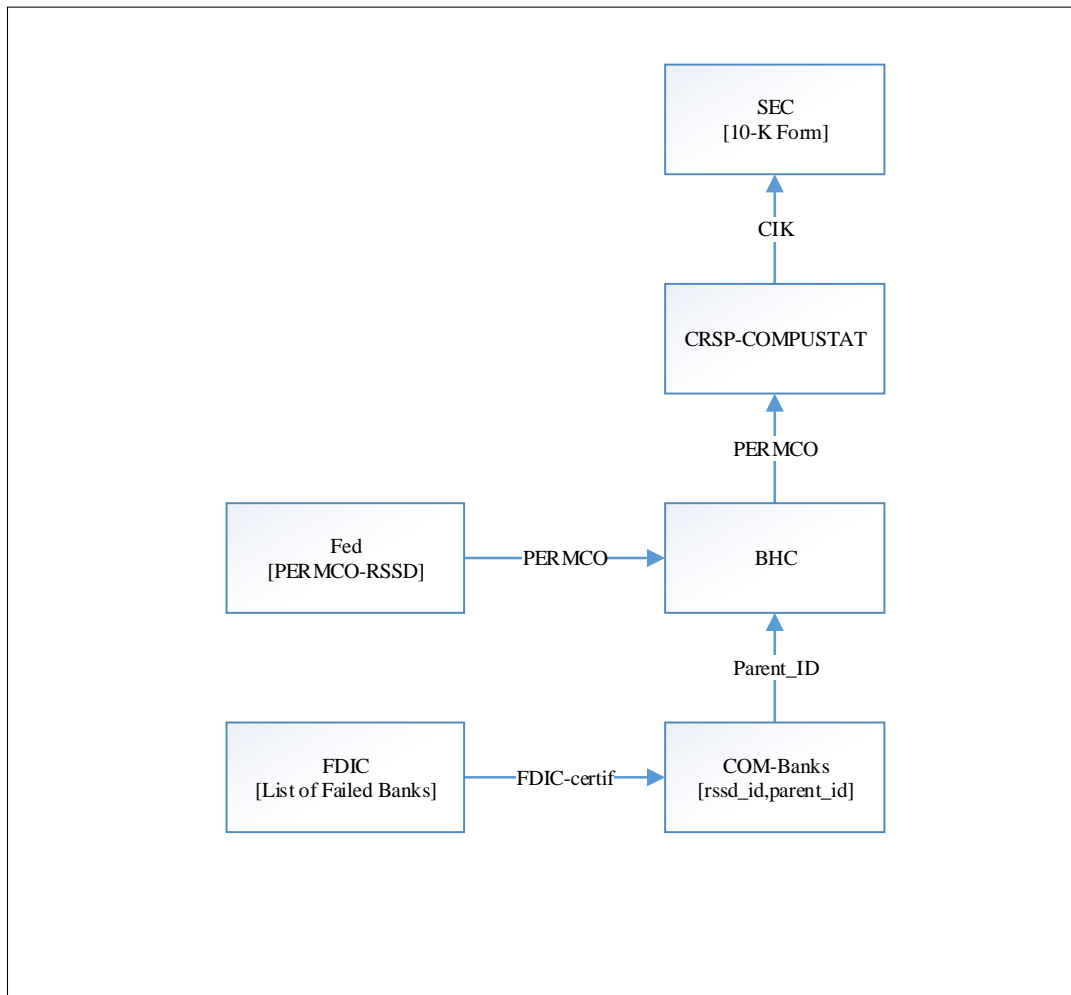 SEC
[10-K Form]
CIK
CRSP-COMPUSTAT
PERMCO
Fed
[PERMCO-RSSD]
PERMCO
BHC
Parent_ID
FDIC
[List of Failed Banks]
FDIC-certif
COM-Banks
[rssd_id,parent_id]